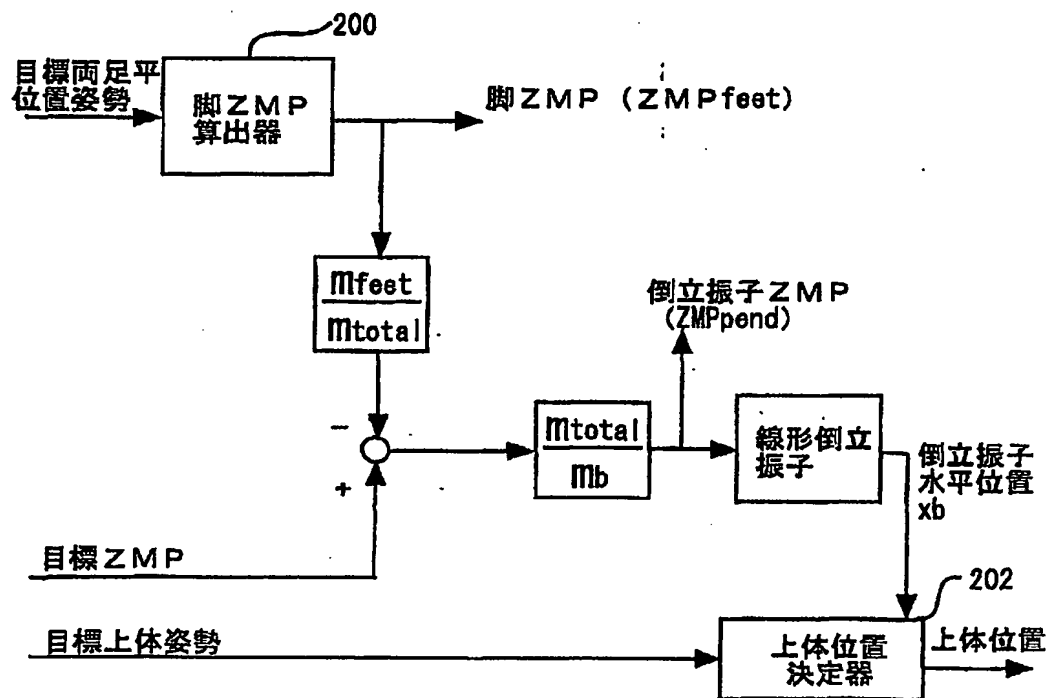 200
目標両足平
位置姿勢
脚ZMP
算出器
脚ZMP (ZMPfeet)
mfeet
mtotal
倒立振子ZMP
(ZMPpend)
-
+
mtotal
mb
線形倒立
振子
倒立振子
水平位置
xb
目標ZMP
202
目標上体姿勢
上体位置
決定器
上体位置